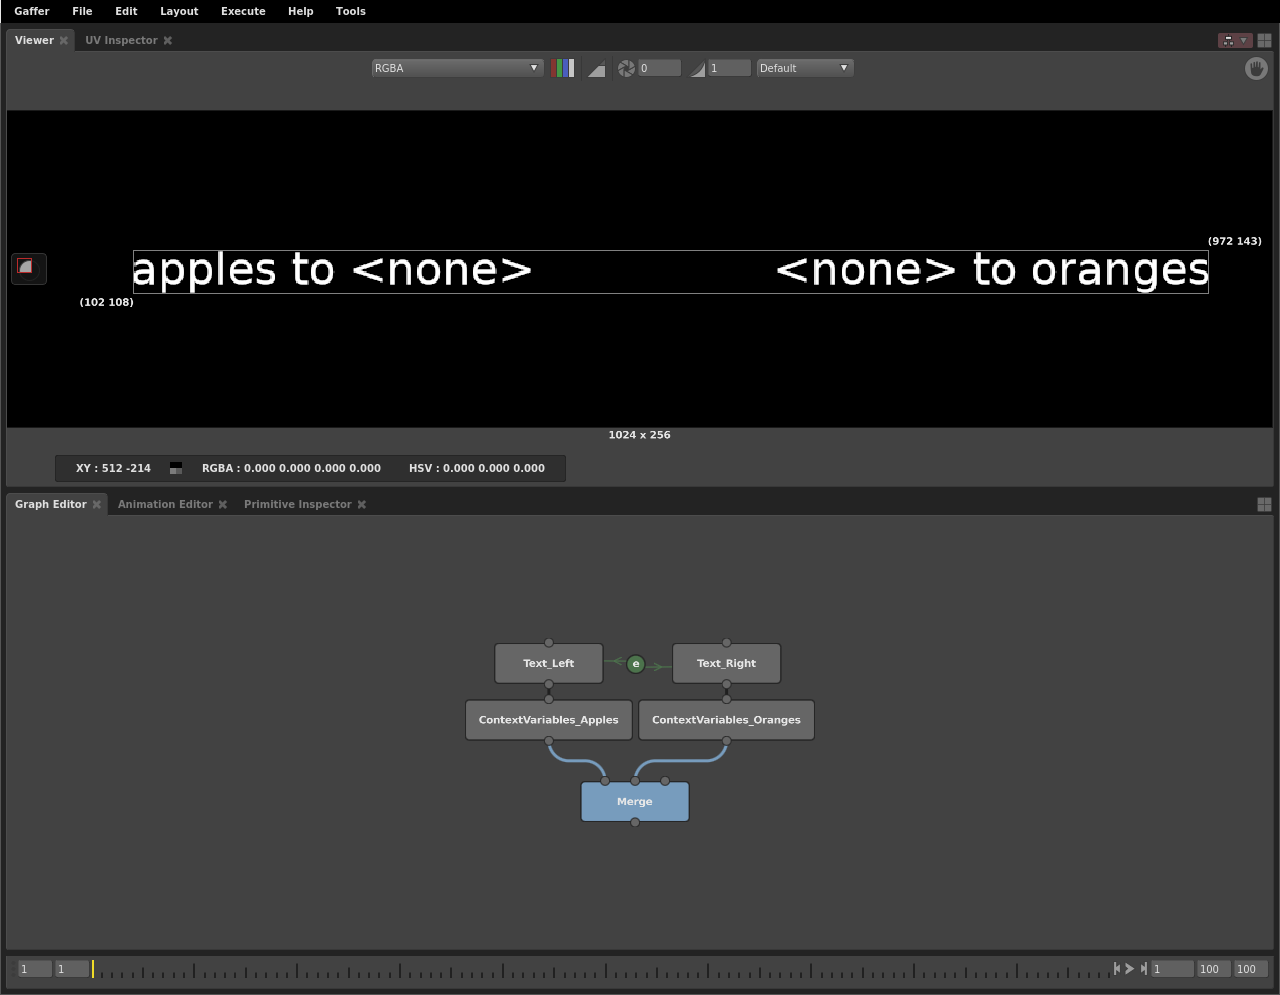 Gaffer File Edit Layout Execute Help Tools
Viewer UV Inspector
RGBA 0 1 Default
(972 143)
apples to <none> <none> to oranges
(102 108)
1024 x 256
XY : 512 -214 RGBA : 0.000 0.000 0.000 0.000 HSV : 0.000 0.000 0.000
Graph Editor Animation Editor Primitive Inspector
Text_Left e Text_Right
ContextVariables_Apples ContextVariables_Oranges
Merge
1 1 1 100 100